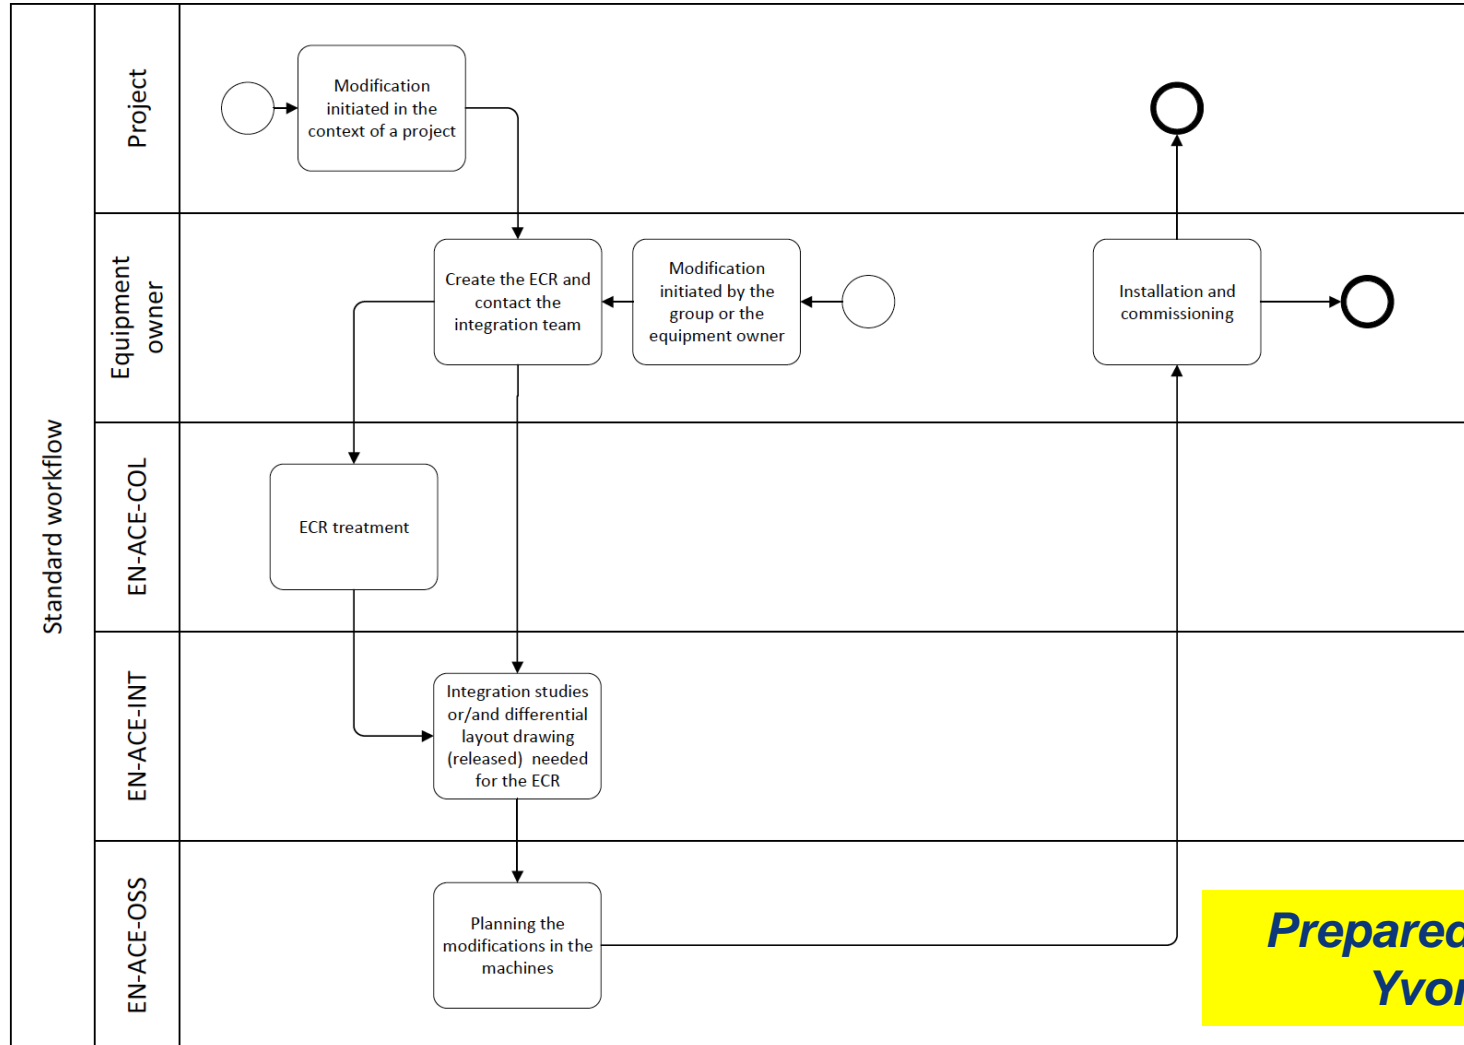 Standard workflow
Project
Modification
initiated in the
context of a project
Equipment
owner
Create the ECR and
contact the
integration team
Modification
initiated by the
group or the
equipment owner
Installation and
commissioning
EN-ACE-COL
ECR treatment
EN-ACE-INT
Integration studies
or/and differential
layout drawing
(released) needed
for the ECR
EN-ACE-OSS
Planning the
modifications in the
machines
Prepared